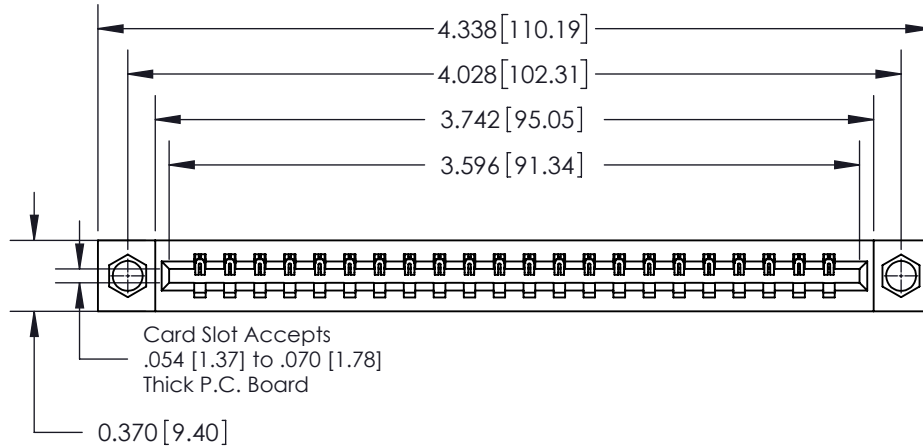 4.338[110.19]
4.028[102.31]
3.742[95.05]
3.596[91.34]
Card Slot Accepts
.054 [1.37] to .070 [1.78]
Thick P.C. Board
0.370[9.40]